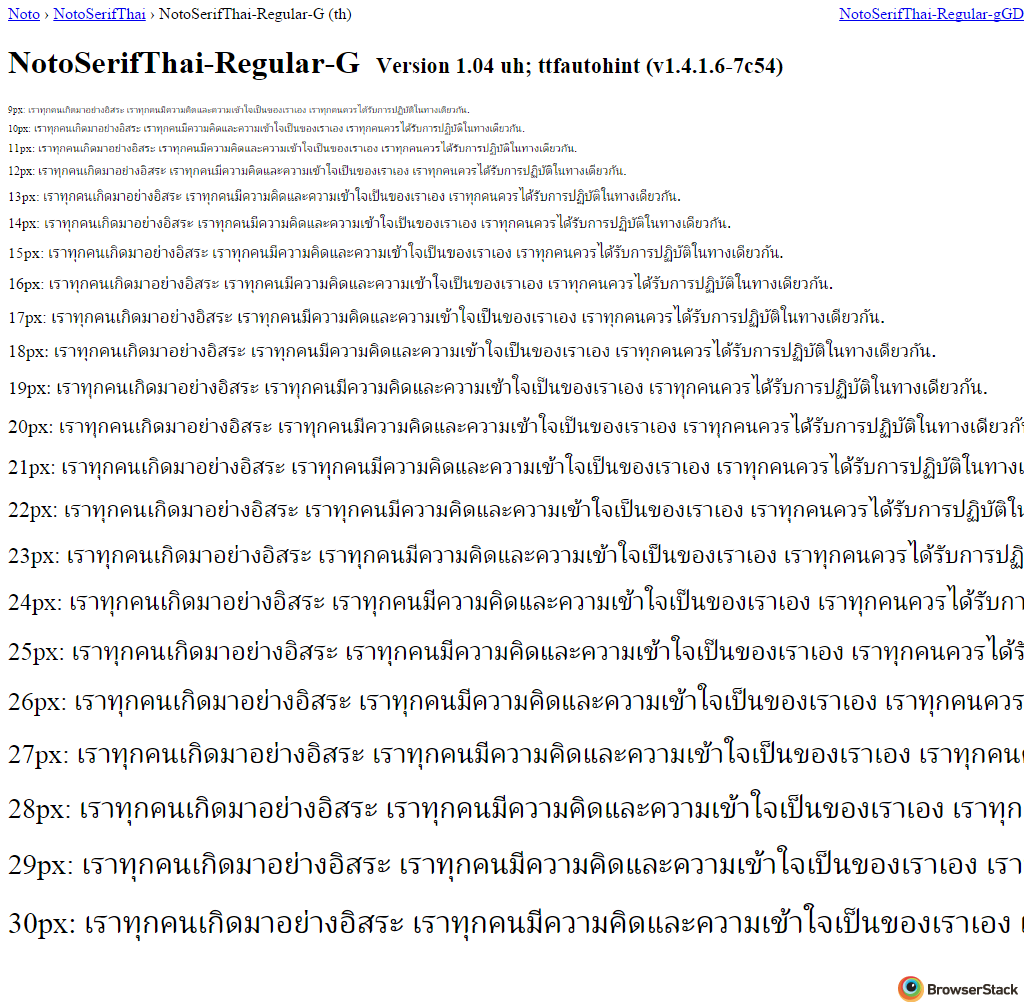 Noto › NotoSerifThai › NotoSerifThai-Regular-G (th) NotoSerifThai-Regular-gGD
NotoSerifThai-Regular-G Version 1.04 uh; ttfautohint (v1.4.1.6-7c54)
9px: เราทุกคนเกิดมาอย่างอิสระ เราทุกคนมีความคิดและความเข้าใจเป็นของเราเอง เราทุกคนควรได้รับการปฏิบัติในทางเดียวกัน.
10px: เราทุกคนเกิดมาอย่างอิสระ เราทุกคนมีความคิดและความเข้าใจเป็นของเราเอง เราทุกคนควรได้รับการปฏิบัติในทางเดียวกัน.
11px: เราทุกคนเกิดมาอย่างอิสระ เราทุกคนมีความคิดและความเข้าใจเป็นของเราเอง เราทุกคนควรได้รับการปฏิบัติในทางเดียวกัน.
12px: เราทุกคนเกิดมาอย่างอิสระ เราทุกคนมีความคิดและความเข้าใจเป็นของเราเอง เราทุกคนควรได้รับการปฏิบัติในทางเดียวกัน.
13px: เราทุกคนเกิดมาอย่างอิสระ เราทุกคนมีความคิดและความเข้าใจเป็นของเราเอง เราทุกคนควรได้รับการปฏิบัติในทางเดียวกัน.
14px: เราทุกคนเกิดมาอย่างอิสระ เราทุกคนมีความคิดและความเข้าใจเป็นของเราเอง เราทุกคนควรได้รับการปฏิบัติในทางเดียวกัน.
15px: เราทุกคนเกิดมาอย่างอิสระ เราทุกคนมีความคิดและความเข้าใจเป็นของเราเอง เราทุกคนควรได้รับการปฏิบัติในทางเดียวกัน.
16px: เราทุกคนเกิดมาอย่างอิสระ เราทุกคนมีความคิดและความเข้าใจเป็นของเราเอง เราทุกคนควรได้รับการปฏิบัติในทางเดียวกัน.
17px: เราทุกคนเกิดมาอย่างอิสระ เราทุกคนมีความคิดและความเข้าใจเป็นของเราเอง เราทุกคนควรได้รับการปฏิบัติในทางเดียวกัน.
18px: เราทุกคนเกิดมาอย่างอิสระ เราทุกคนมีความคิดและความเข้าใจเป็นของเราเอง เราทุกคนควรได้รับการปฏิบัติในทางเดียวกัน.
19px: เราทุกคนเกิดมาอย่างอิสระ เราทุกคนมีความคิดและความเข้าใจเป็นของเราเอง เราทุกคนควรได้รับการปฏิบัติในทางเดียวกัน.
20px: เราทุกคนเกิดมาอย่างอิสระ เราทุกคนมีความคิดและความเข้าใจเป็นของเราเอง เราทุกคนควรได้รับการปฏิบัติในทางเดียวกั
21px: เราทุกคนเกิดมาอย่างอิสระ เราทุกคนมีความคิดและความเข้าใจเป็นของเราเอง เราทุกคนควรได้รับการปฏิบัติในทาง
22px: เราทุกคนเกิดมาอย่างอิสระ เราทุกคนมีความคิดและความเข้าใจเป็นของเราเอง เราทุกคนควรได้รับการปฏิบัติใน
23px: เราทุกคนเกิดมาอย่างอิสระ เราทุกคนมีความคิดและความเข้าใจเป็นของเราเอง เราทุกคนควรได้รับการปฏิ
24px: เราทุกคนเกิดมาอย่างอิสระ เราทุกคนมีความคิดและความเข้าใจเป็นของเราเอง เราทุกคนควรได้รับกา
25px: เราทุกคนเกิดมาอย่างอิสระ เราทุกคนมีความคิดและความเข้าใจเป็นของเราเอง เราทุกคนควรได้รั
26px: เราทุกคนเกิดมาอย่างอิสระ เราทุกคนมีความคิดและความเข้าใจเป็นของเราเอง เราทุกคนควร
27px: เราทุกคนเกิดมาอย่างอิสระ เราทุกคนมีความคิดและความเข้าใจเป็นของเราเอง เราทุกคน
28px: เราทุกคนเกิดมาอย่างอิสระ เราทุกคนมีความคิดและความเข้าใจเป็นของเราเอง เราทุก
29px: เราทุกคนเกิดมาอย่างอิสระ เราทุกคนมีความคิดและความเข้าใจเป็นของเราเอง เรา
30px: เราทุกคนเกิดมาอย่างอิสระ เราทุกคนมีความคิดและความเข้าใจเป็นของเราเอง
BrowserStack